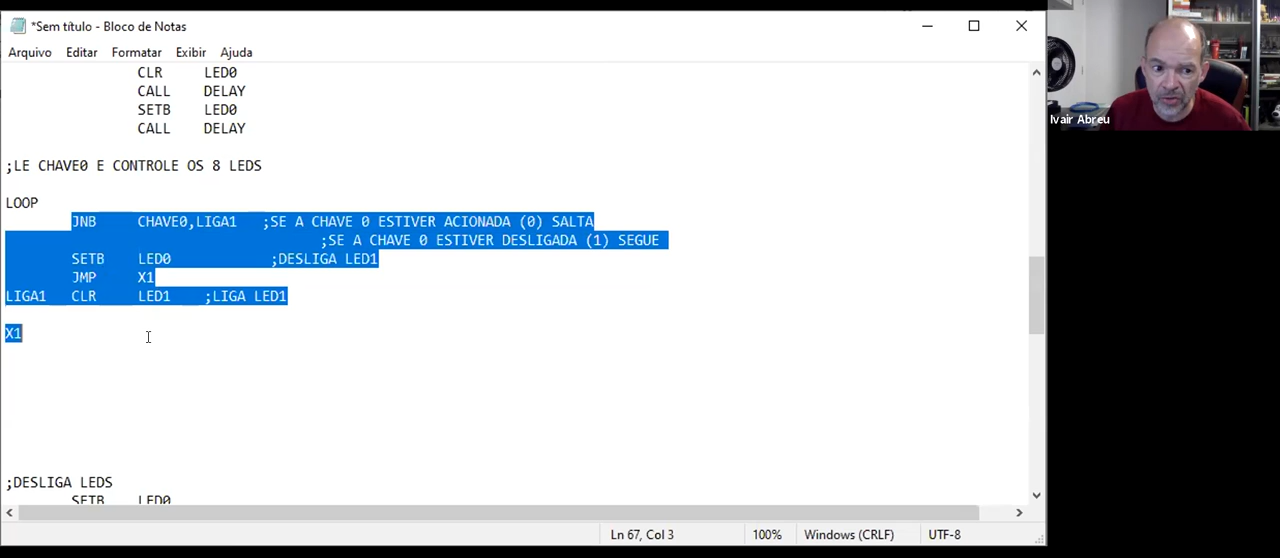 *Sem título - Bloco de Notas
Arquivo Editar Formatar Exibir Ajuda
CLR LED0
CALL DELAY
SETB LED0
CALL DELAY
;LE CHAVE0 E CONTROLE OS 8 LEDS
LOOP
JNB CHAVE0,LIGA1 ;SE A CHAVE 0 ESTIVER ACIONADA (0) SALTA
;SE A CHAVE 0 ESTIVER DESLIGADA (1) SEGUE
SETB LED0 ;DESLIGA LED1
JMP X1
LIGA1 CLR LED1 ;LIGA LED1
X1
;DESLIGA LEDS
SETB LED0
Ln 67, Col 3 100% Windows (CRLF) UTF-8
Ivair Abreu